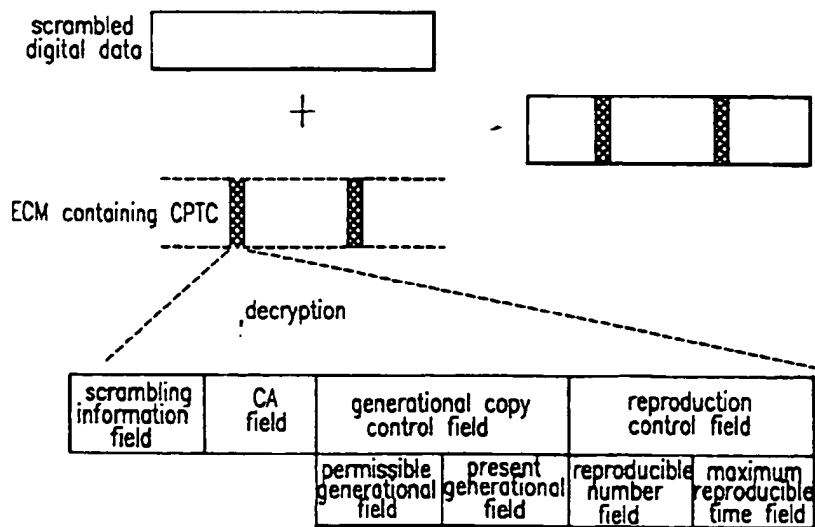 scrambled
digital data
+
ECM containing CPTC
decryption
scrambling
information
field
CA
field
generational copy
control field
reproduction
control field
permissible
generational field
present
generational field
reproducible
number
field
maximum
reproducible
time field